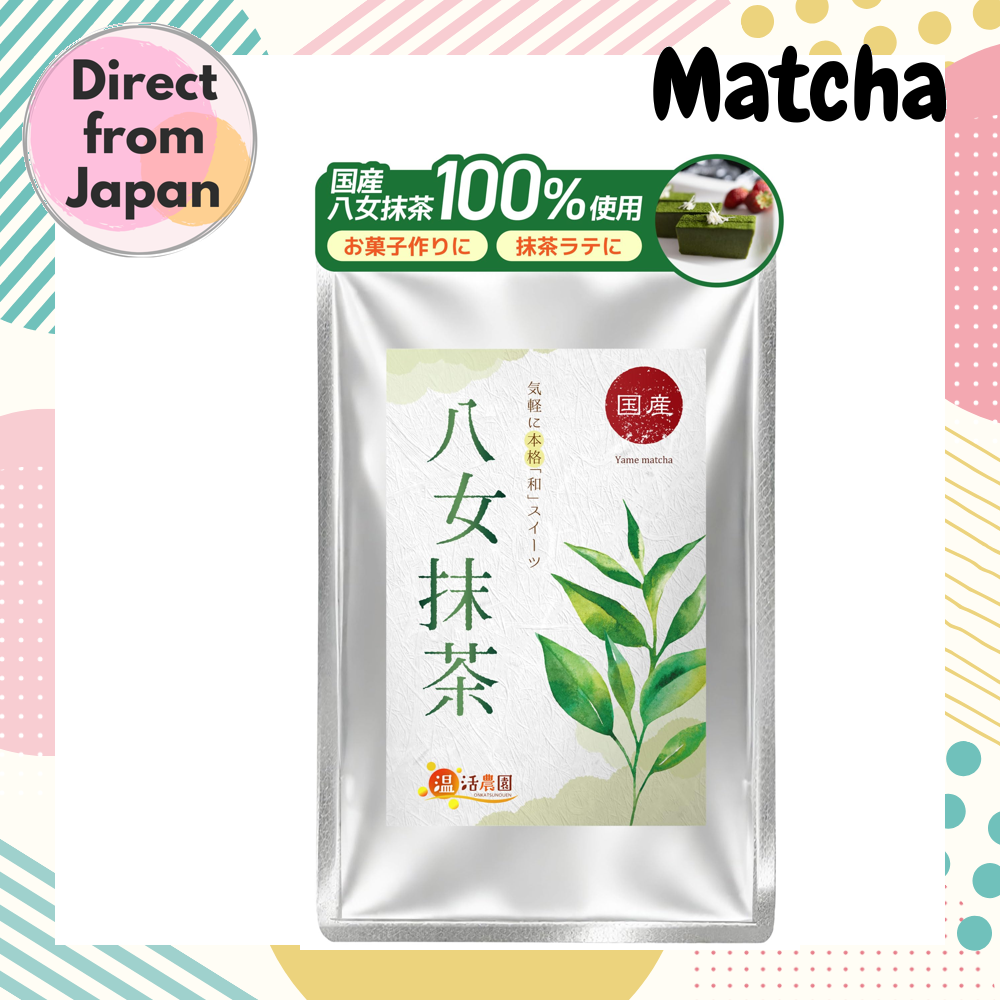 Direct
from
Japan
Matcha
国産
八女抹茶100%使用
お菓子作りに
抹茶ラテに
国産
Yame matcha
気軽に本格「和」スイーツ
八女抹茶
温活農園